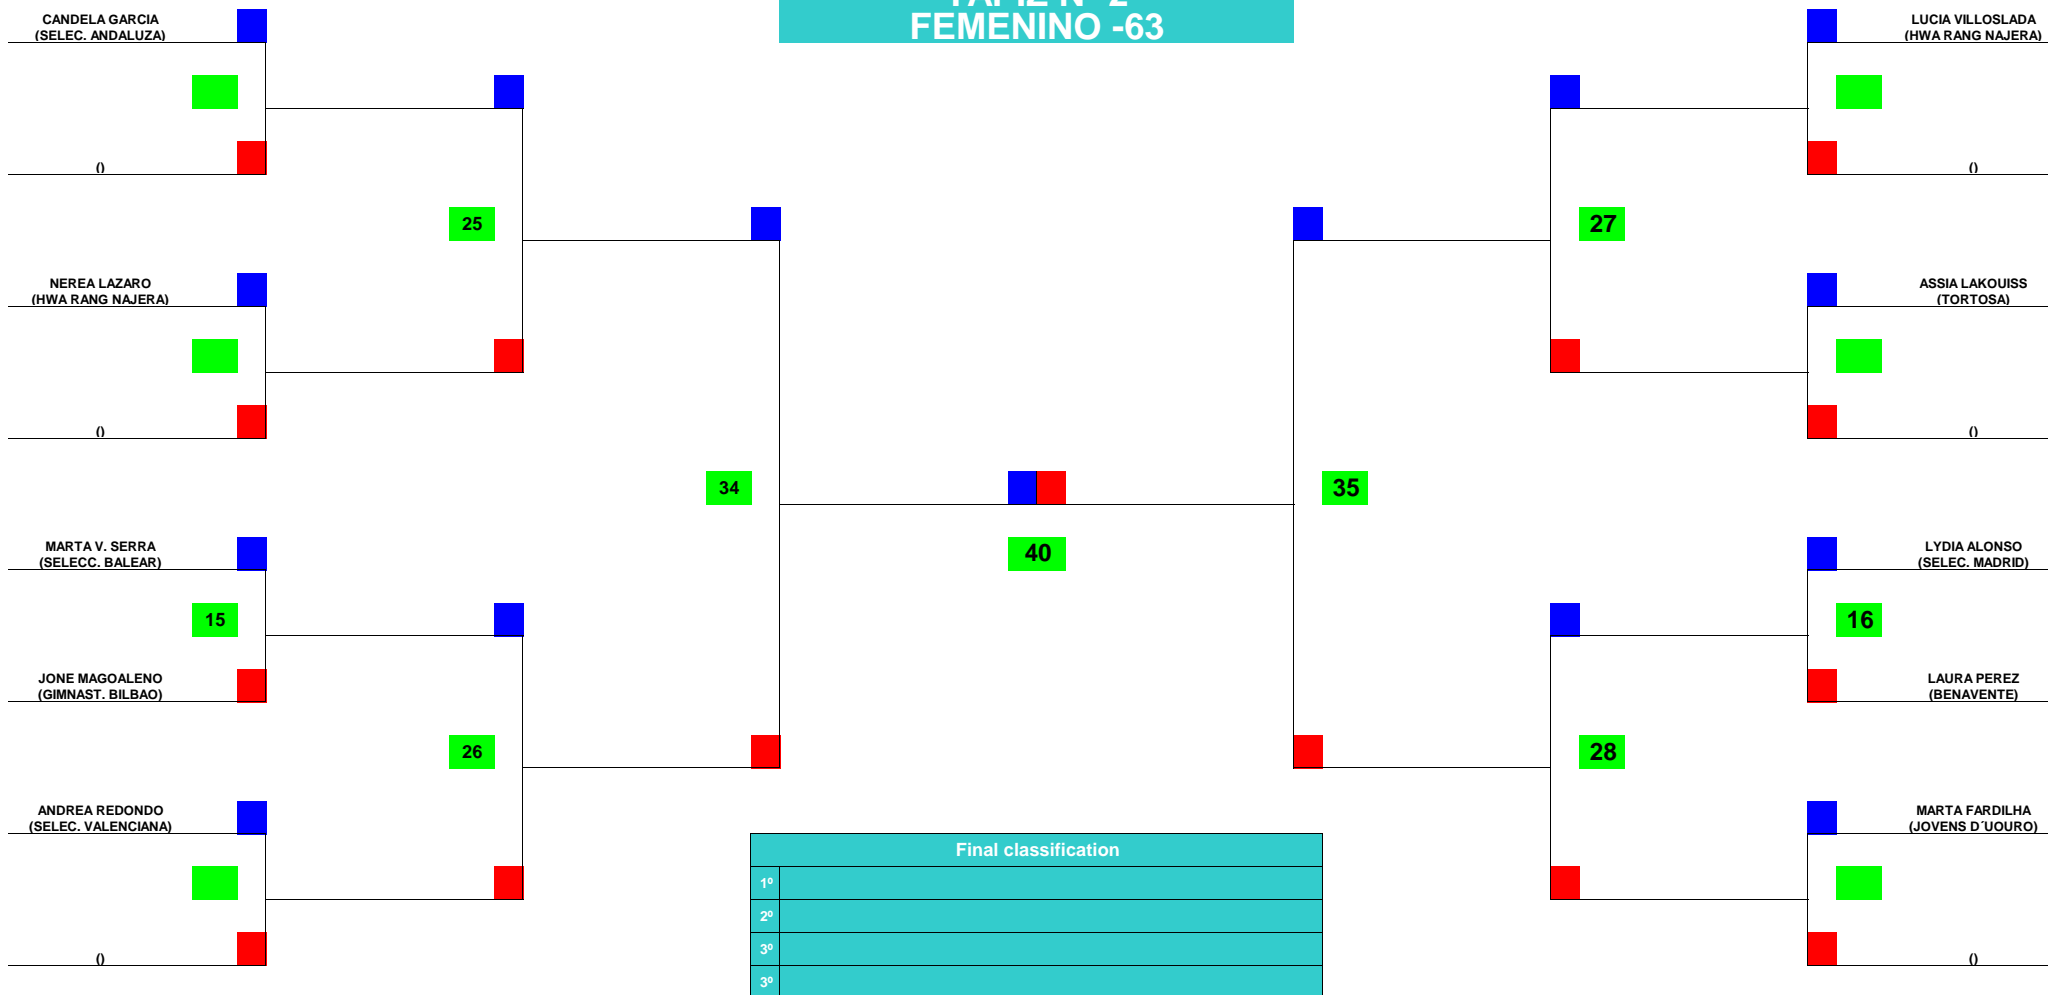 TAPIZ Nº 2
FEMENINO -63
CANDELA GARCIA
(SELEC. ANDALUZA)
()
25
NEREA LAZARO
(HWA RANG NAJERA)
()
34
MARTA V. SERRA
(SELECC. BALEAR)
15
JONE MAGOALENO
(GIMNAST. BILBAO)
26
ANDREA REDONDO
(SELEC. VALENCIANA)
()
40
LUCIA VILLOSLADA
(HWA RANG NAJERA)
()
27
ASSIA LAKOUISS
(TORTOSA)
()
35
LYDIA ALONSO
(SELEC. MADRID)
16
LAURA PEREZ
(BENAVENTE)
28
MARTA FARDILHA
(JOVENS D´UOURO)
()
Final classification
1º
2º
3º
3º